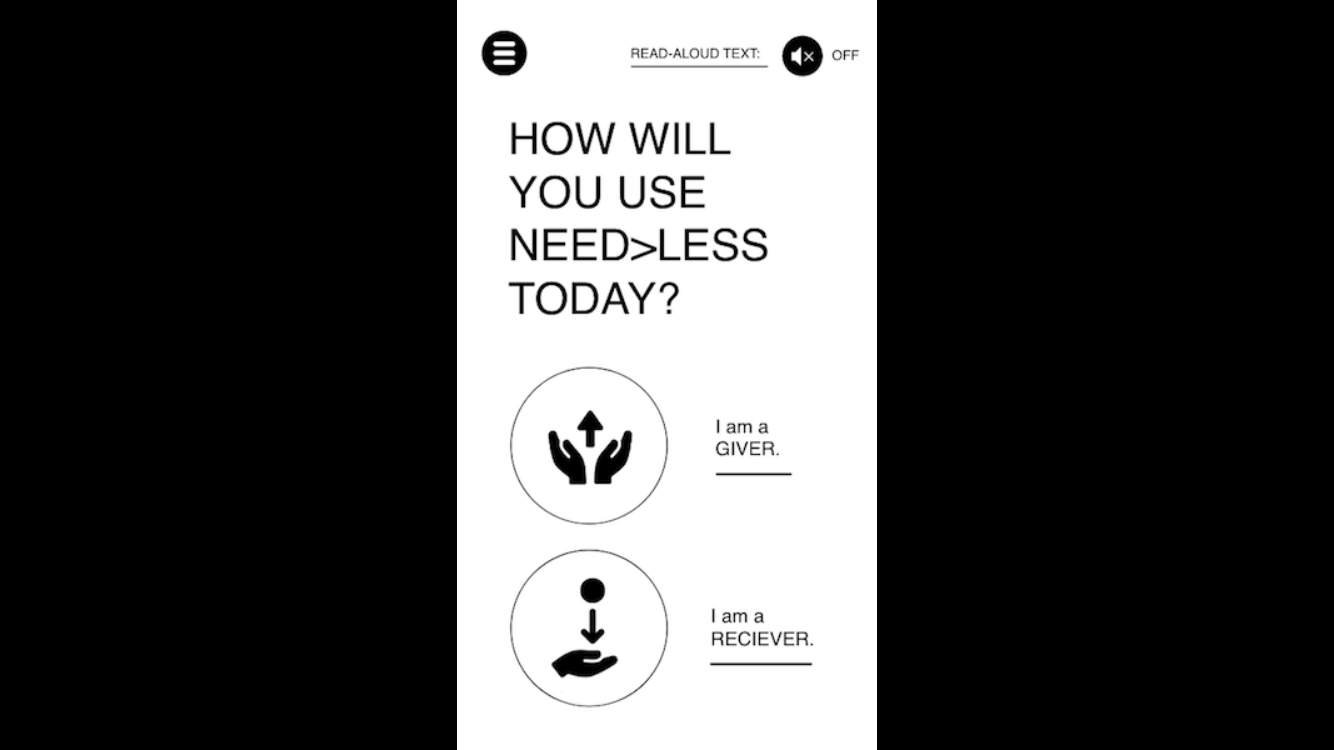 READ-ALOUD TEXT: OFF
HOW WILL
YOU USE
NEED>LESS
TODAY?
I am a
GIVER.
I am a
RECIEVER.